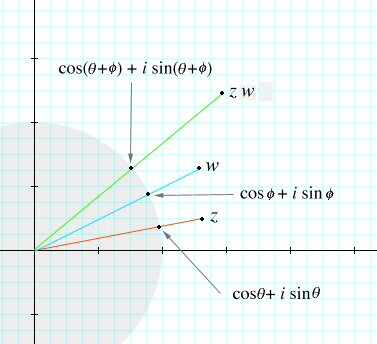 cos(θ+ϕ) + i sin(θ+ϕ)
z w
w
cos ϕ + i sin ϕ
z
cosθ+ i sinθ